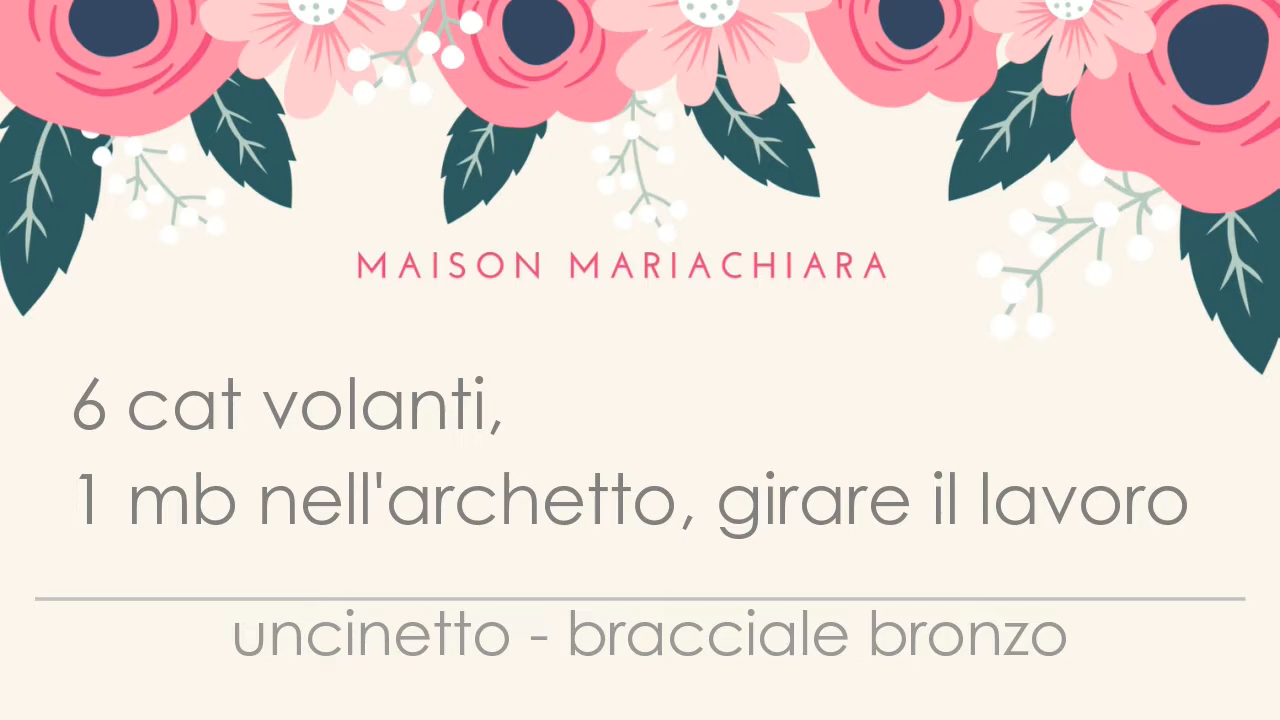 MAISON MARIACHIARA
6 cat volanti,
1 mb nell'archetto, girare il lavoro
uncinetto - bracciale bronzo